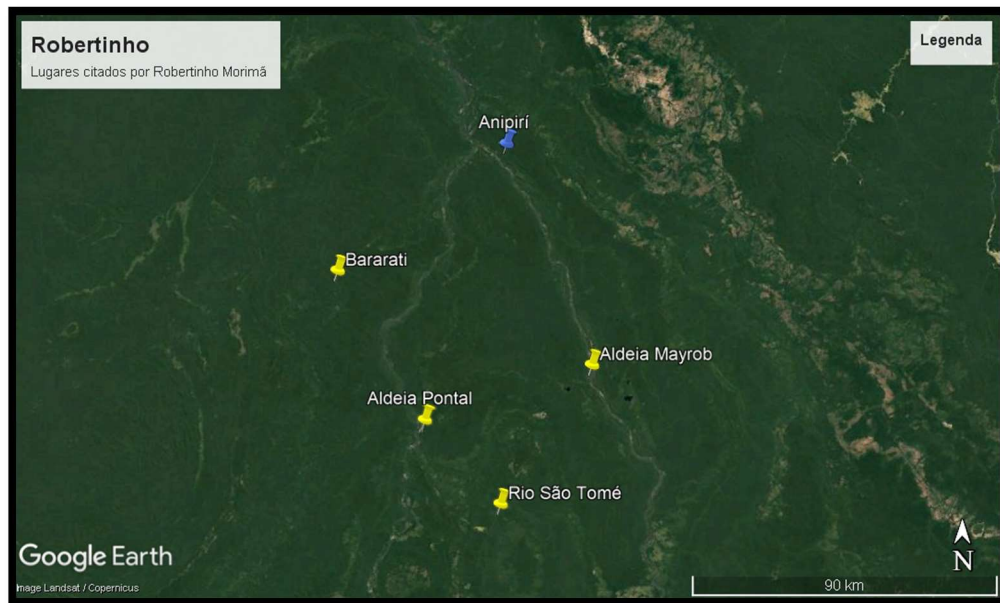 Robertinho
Lugares citados por Robertinho Morimã
Legenda
Anipirí
Bararati
Aldeia Mayrob
Aldeia Pontal
Rio São Tomé
Google Earth
Image Landsat / Copernicus
N
90 km